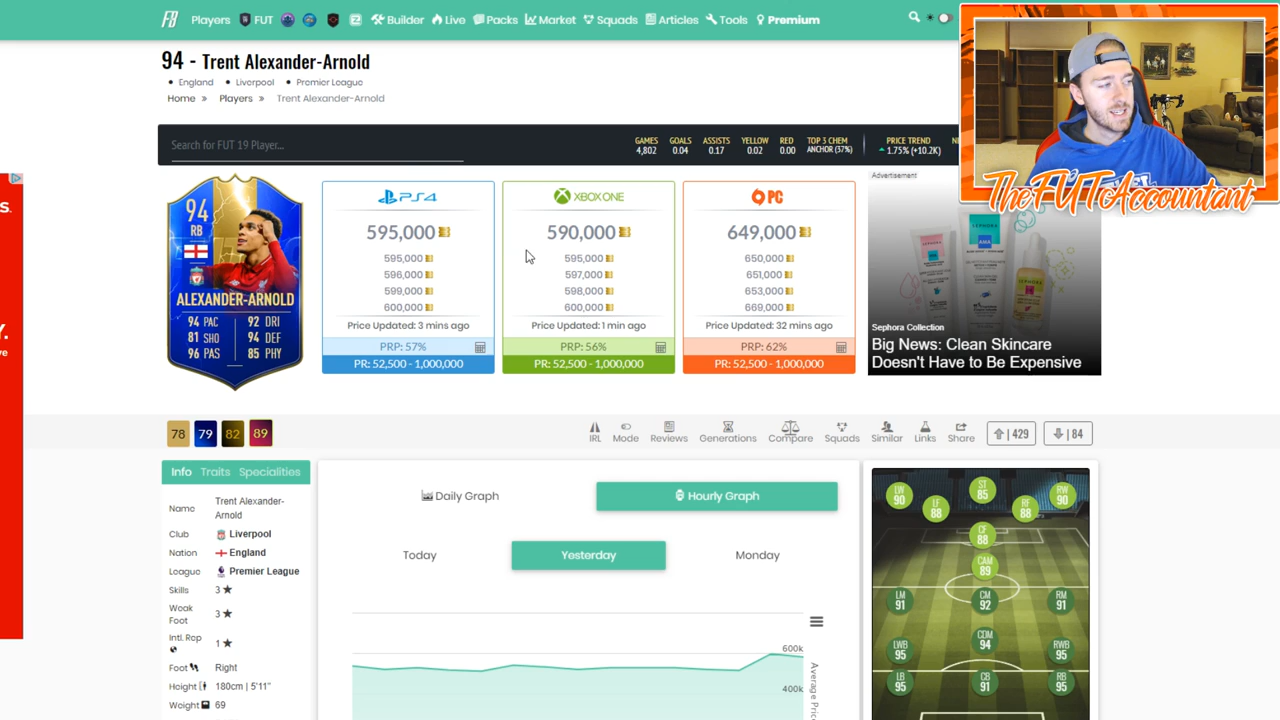 FB Players FUT Builder Live Packs Market Squads Articles Tools Premium
94 - Trent Alexander-Arnold
England Liverpool Premier League
Home » Players » Trent Alexander-Arnold
Search for FUT 19 Player...
GAMES GOALS ASSISTS YELLOW RED TOP 3 CHEM PRICE TREND
4,802 0.04 0.17 0.02 0.00 ANCHOR (37%) 1.75% (+10.2K)
TheFUTAccountant
94
RB
ALEXANDER-ARNOLD
94 PAC 92 DRI
81 SHO 94 DEF
96 PAS 85 PHY
PS4
595,000
595,000
596,000
599,000
600,000
Price Updated: 3 mins ago
PRP: 57%
PR: 52,500 - 1,000,000
XBOX ONE
590,000
595,000
597,000
598,000
600,000
Price Updated: 1 min ago
PRP: 56%
PR: 52,500 - 1,000,000
PC
649,000
650,000
651,000
653,000
669,000
Price Updated: 32 mins ago
PRP: 62%
PR: 52,500 - 1,000,000
Advertisement
SEPHORA
SEPHORA
AHA
Sephora Collection
Big News: Clean Skincare
Doesn't Have to Be Expensive
78 79 82 89
IRL Mode Reviews Generations Compare Squads Similar Links Share 429 84
Info Traits Specialities
Name Trent Alexander-
Arnold
Club Liverpool
Nation England
League Premier League
Skills 3
Weak
Foot 3
Intl. Rep 1
Foot Right
Height 180cm | 5'11"
Weight 69
Daily Graph Hourly Graph
Today Yesterday Monday
600k
400k
Average Pric
LW
90
LF
88
ST
85
RF
88
RW
90
CF
88
CAM
89
LM
91
CM
92
RM
91
CDM
94
LWB
95
RWB
95
LB
95
CB
91
RB
95